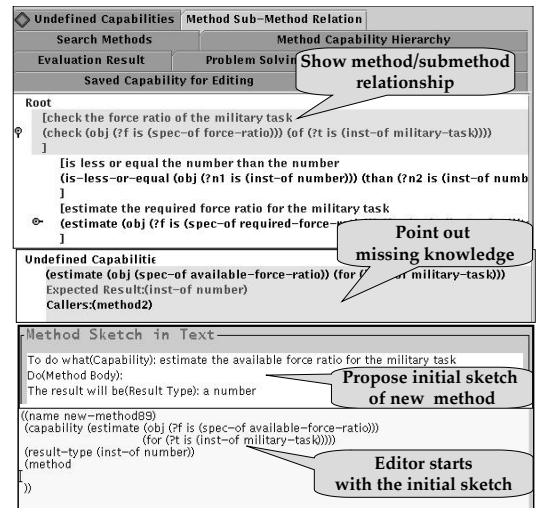 Undefined Capabilities Method Sub-Method Relation
Search Methods Method Capability Hierarchy
Evaluation Result Problem Solvin
Saved Capability for Editing
Show method/submethod
relationship
Root
[check the force ratio of the military task
(check (obj (?f is (spec-of force-ratio))) (of (?t is (inst-of military-task))))
]
[is less or equal the number than the number
(is-less-or-equal (obj (?n1 is (inst-of number))) (than (?n2 is (inst-of numb
]
[estimate the required force ratio for the military task
(estimate (obj (?f is (spec-of required-force-
]
Point out
missing knowledge
Undefined Capabilitie
(estimate (obj (spec-of available-force-ratio)) (for ( of military-task)))
Expected Result:(inst-of number)
Callers:(method2)
Method Sketch in Text
To do what(Capability): estimate the available force ratio for the military task
Do(Method Body):
The result will be(Result Type): a number
Propose initial sketch
of new method
((name new-method89)
(capability (estimate (obj (?f is (spec-of available-force-ratio)))
(for (?t is (inst-of military-task)))))
(result-type (inst-of number))
(method
))
Editor starts
with the initial sketch